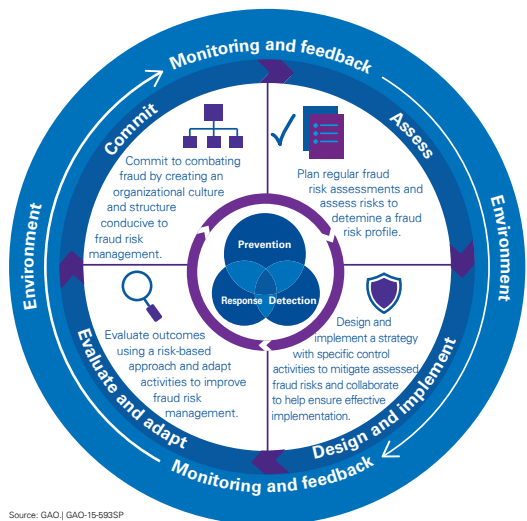 Monitoring and feedback
Commit
Assess
Environment
Environment
Commit to combating
fraud by creating an
organizational culture
and structure
conducive to
fraud risk
management.
Plan regular fraud
risk assessments and
assess risks to
detemine a fraud
risk profile.
Prevention
Response
Detection
Evaluate outcomes
using a risk-based
approach and adapt
activities to improve
fraud risk
management.
Design and
implement a strategy
with specific control
activities to mitigate assessed
fraud risks and collaborate
to help ensure effective
implementation.
Evaluate and adapt
Design and implement
Monitoring and feedback
Source: GAO.| GAO-15-593SP